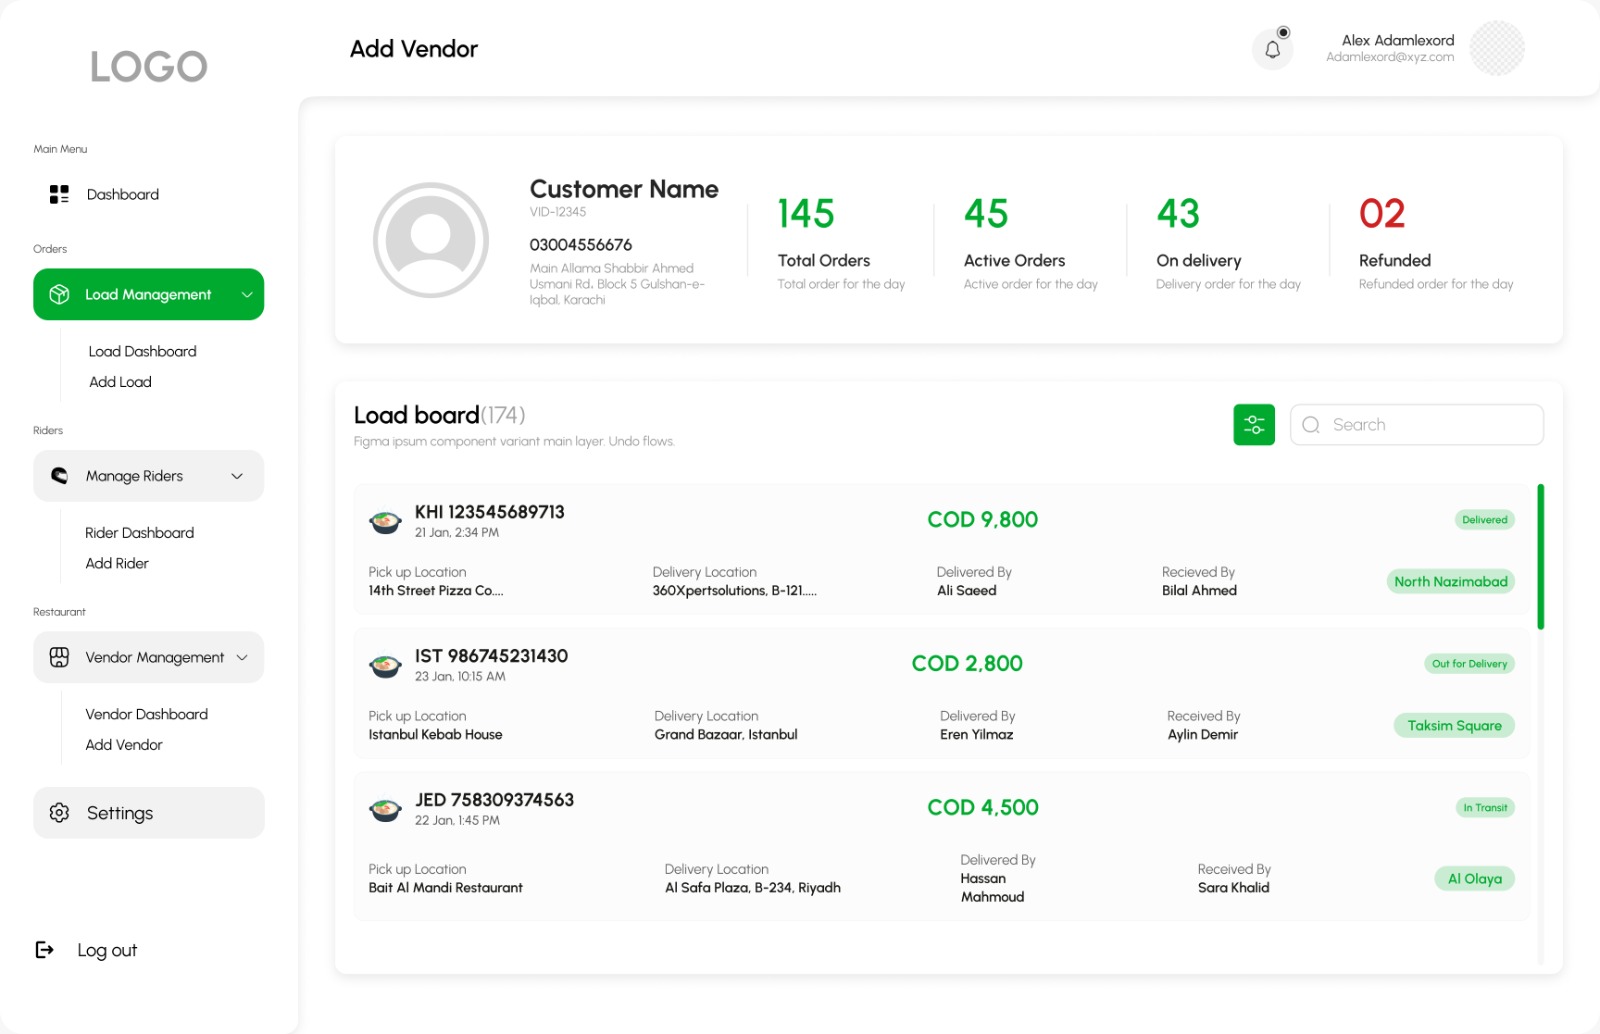 LOGO
Add Vendor
Alex Adamlexord
Adamlexord@xyz.com
Main Menu
Dashboard
Orders
Load Management
Load Dashboard
Add Load
Riders
Manage Riders
Rider Dashboard
Add Rider
Restaurant
Vendor Management
Vendor Dashboard
Add Vendor
Settings
Log out
Customer Name
VID-12345
03004556676
Main Allama Shabbir Ahmed
Usmani Rd, Block 5 Gulshan-e-
Iqbal, Karachi
145
Total Orders
Total order for the day
45
Active Orders
Active order for the day
43
On delivery
Delivery order for the day
02
Refunded
Refunded order for the day
Load board(174)
Figma ipsum component variant main layer. Undo flows.
Search
KHI 123545689713
21 Jan, 2:34 PM
COD 9,800
Delivered
Pick up Location
14th Street Pizza Co....
Delivery Location
360Xpertsolutions, B-121.....
Delivered By
Ali Saeed
Recieved By
Bilal Ahmed
North Nazimabad
IST 986745231430
23 Jan, 10:15 AM
COD 2,800
Out for Delivery
Pick up Location
Istanbul Kebab House
Delivery Location
Grand Bazaar, Istanbul
Delivered By
Eren Yilmaz
Received By
Aylin Demir
Taksim Square
JED 758309374563
22 Jan, 1:45 PM
COD 4,500
In Transit
Pick up Location
Bait Al Mandi Restaurant
Delivery Location
Al Safa Plaza, B-234, Riyadh
Delivered By
Hassan
Mahmoud
Received By
Sara Khalid
Al Olaya